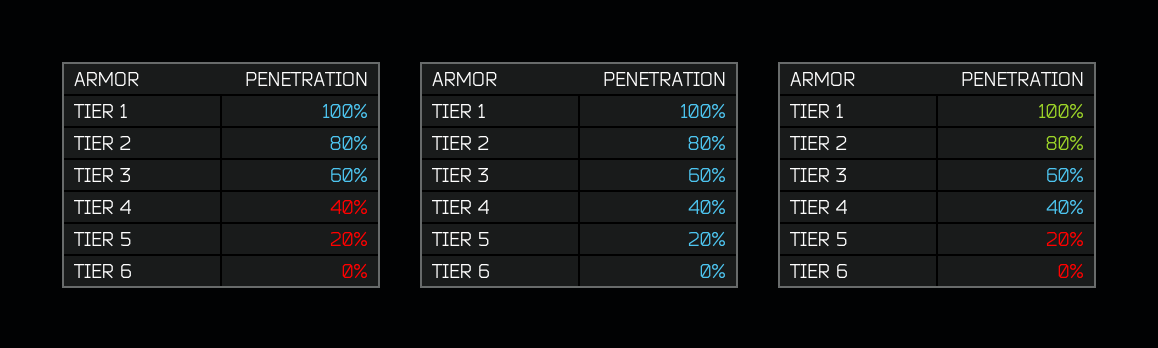 ARMOR PENETRATION
TIER 1 100%
TIER 2 80%
TIER 3 60%
TIER 4 40%
TIER 5 20%
TIER 6 0%
ARMOR PENETRATION
TIER 1 100%
TIER 2 80%
TIER 3 60%
TIER 4 40%
TIER 5 20%
TIER 6 0%
ARMOR PENETRATION
TIER 1 100%
TIER 2 80%
TIER 3 60%
TIER 4 40%
TIER 5 20%
TIER 6 0%